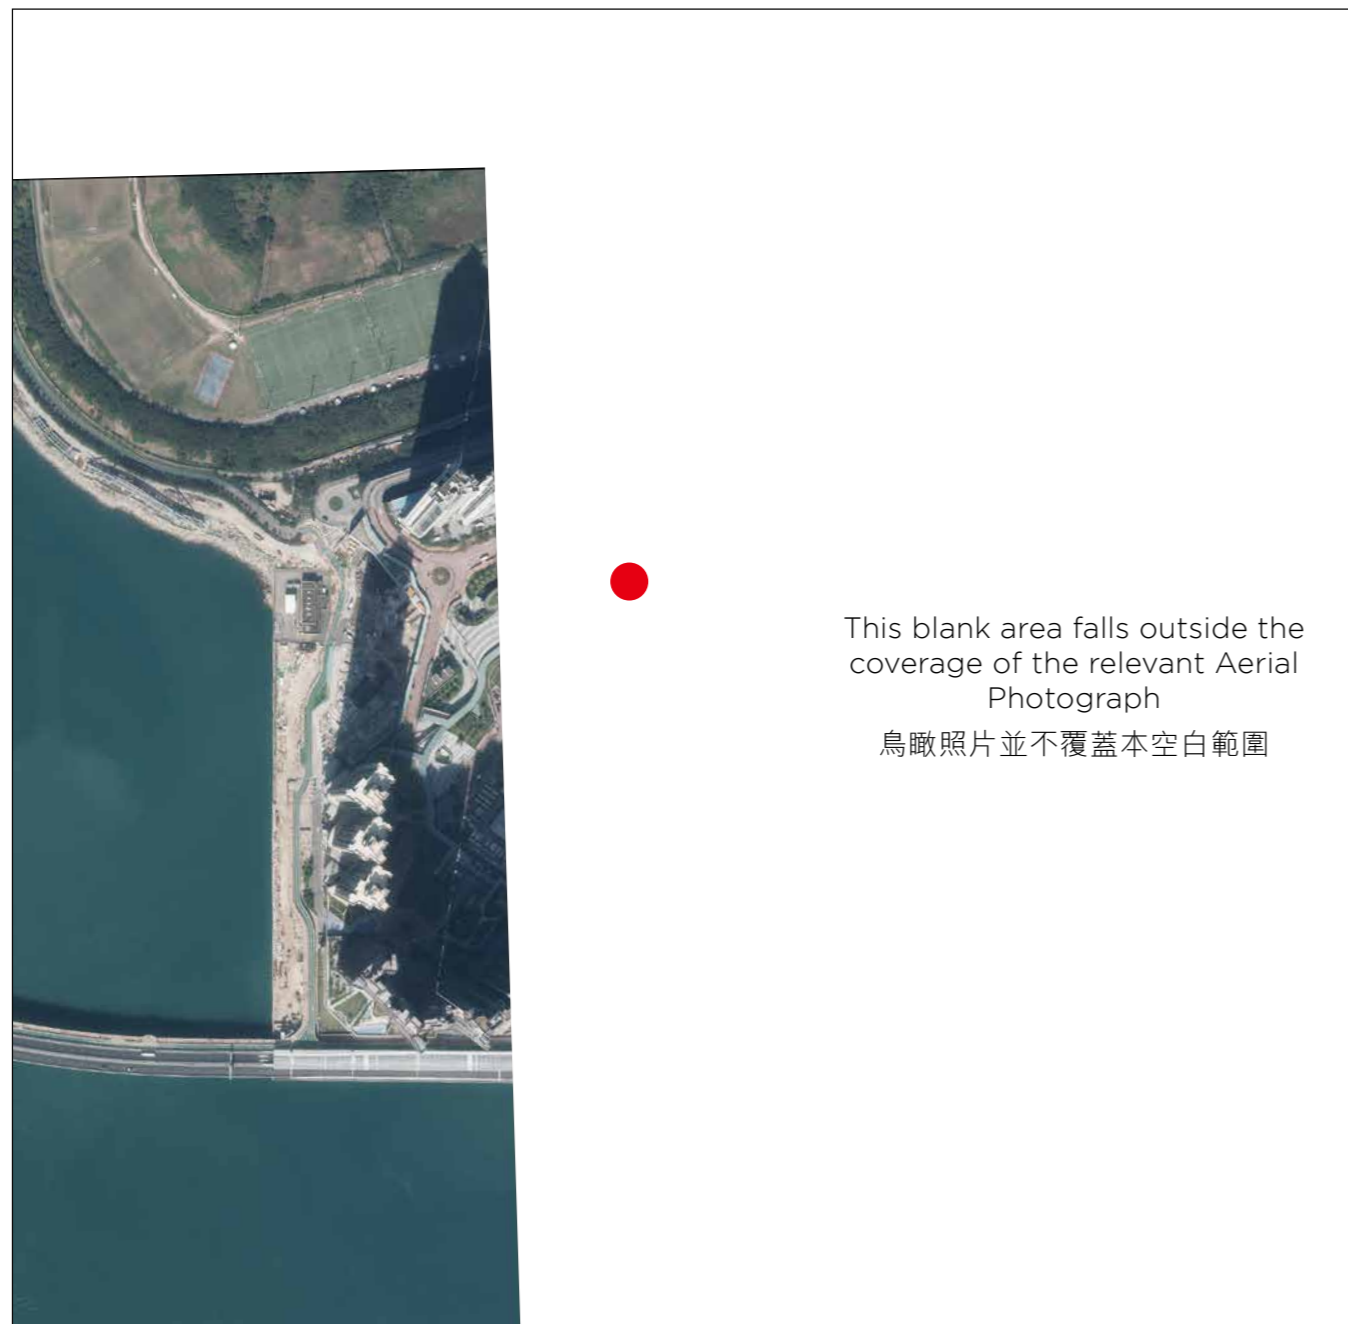 This blank area falls outside the
coverage of the relevant Aerial
Photograph
鳥瞰照片並不覆蓋本空白範圍